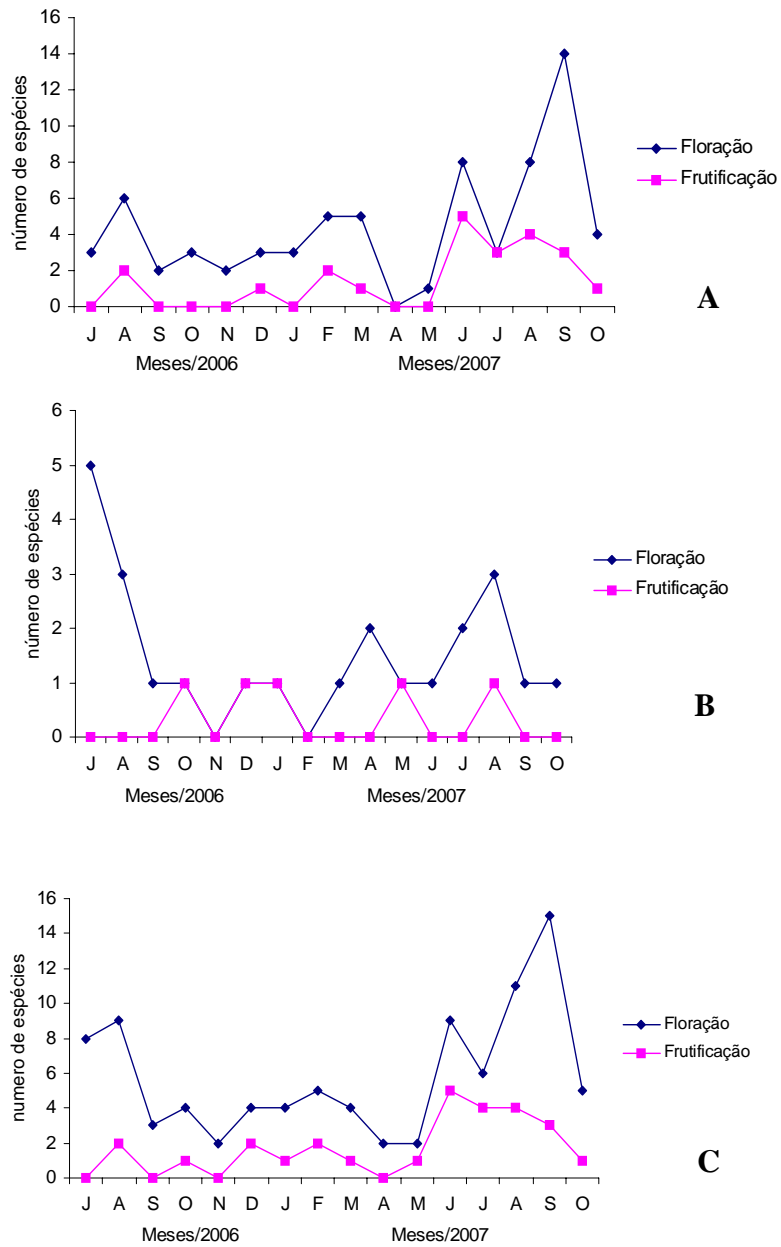 16
14
12
10
8
6
4
2
0
número de espécies
J A S O N D J F M A M J J A S O
Meses/2006 Meses/2007
Floração
Frutificação
A
6
5
4
3
2
1
0
número de espécies
J A S O N D J F M A M J J A S O
Meses/2006 Meses/2007
Floração
Frutificação
B
16
14
12
10
8
6
4
2
0
numero de espécies
J A S O N D J F M A M J J A S O
Meses/2006 Meses/2007
Floração
Frutificação
C